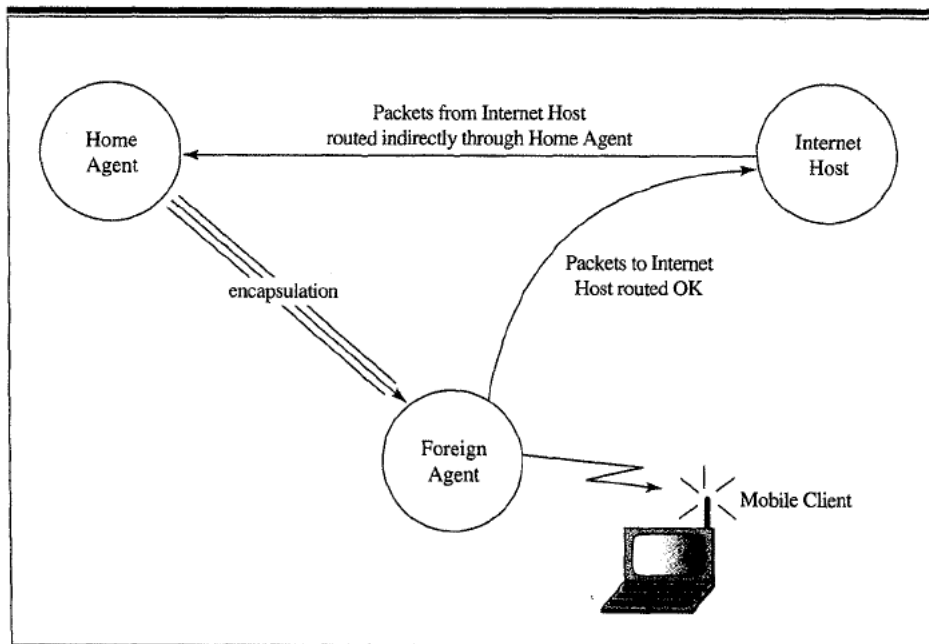 Home
Agent
Packets from Internet Host
routed indirectly through Home Agent
Internet
Host
encapsulation
Packets to Internet
Host routed OK
Foreign
Agent
Mobile Client